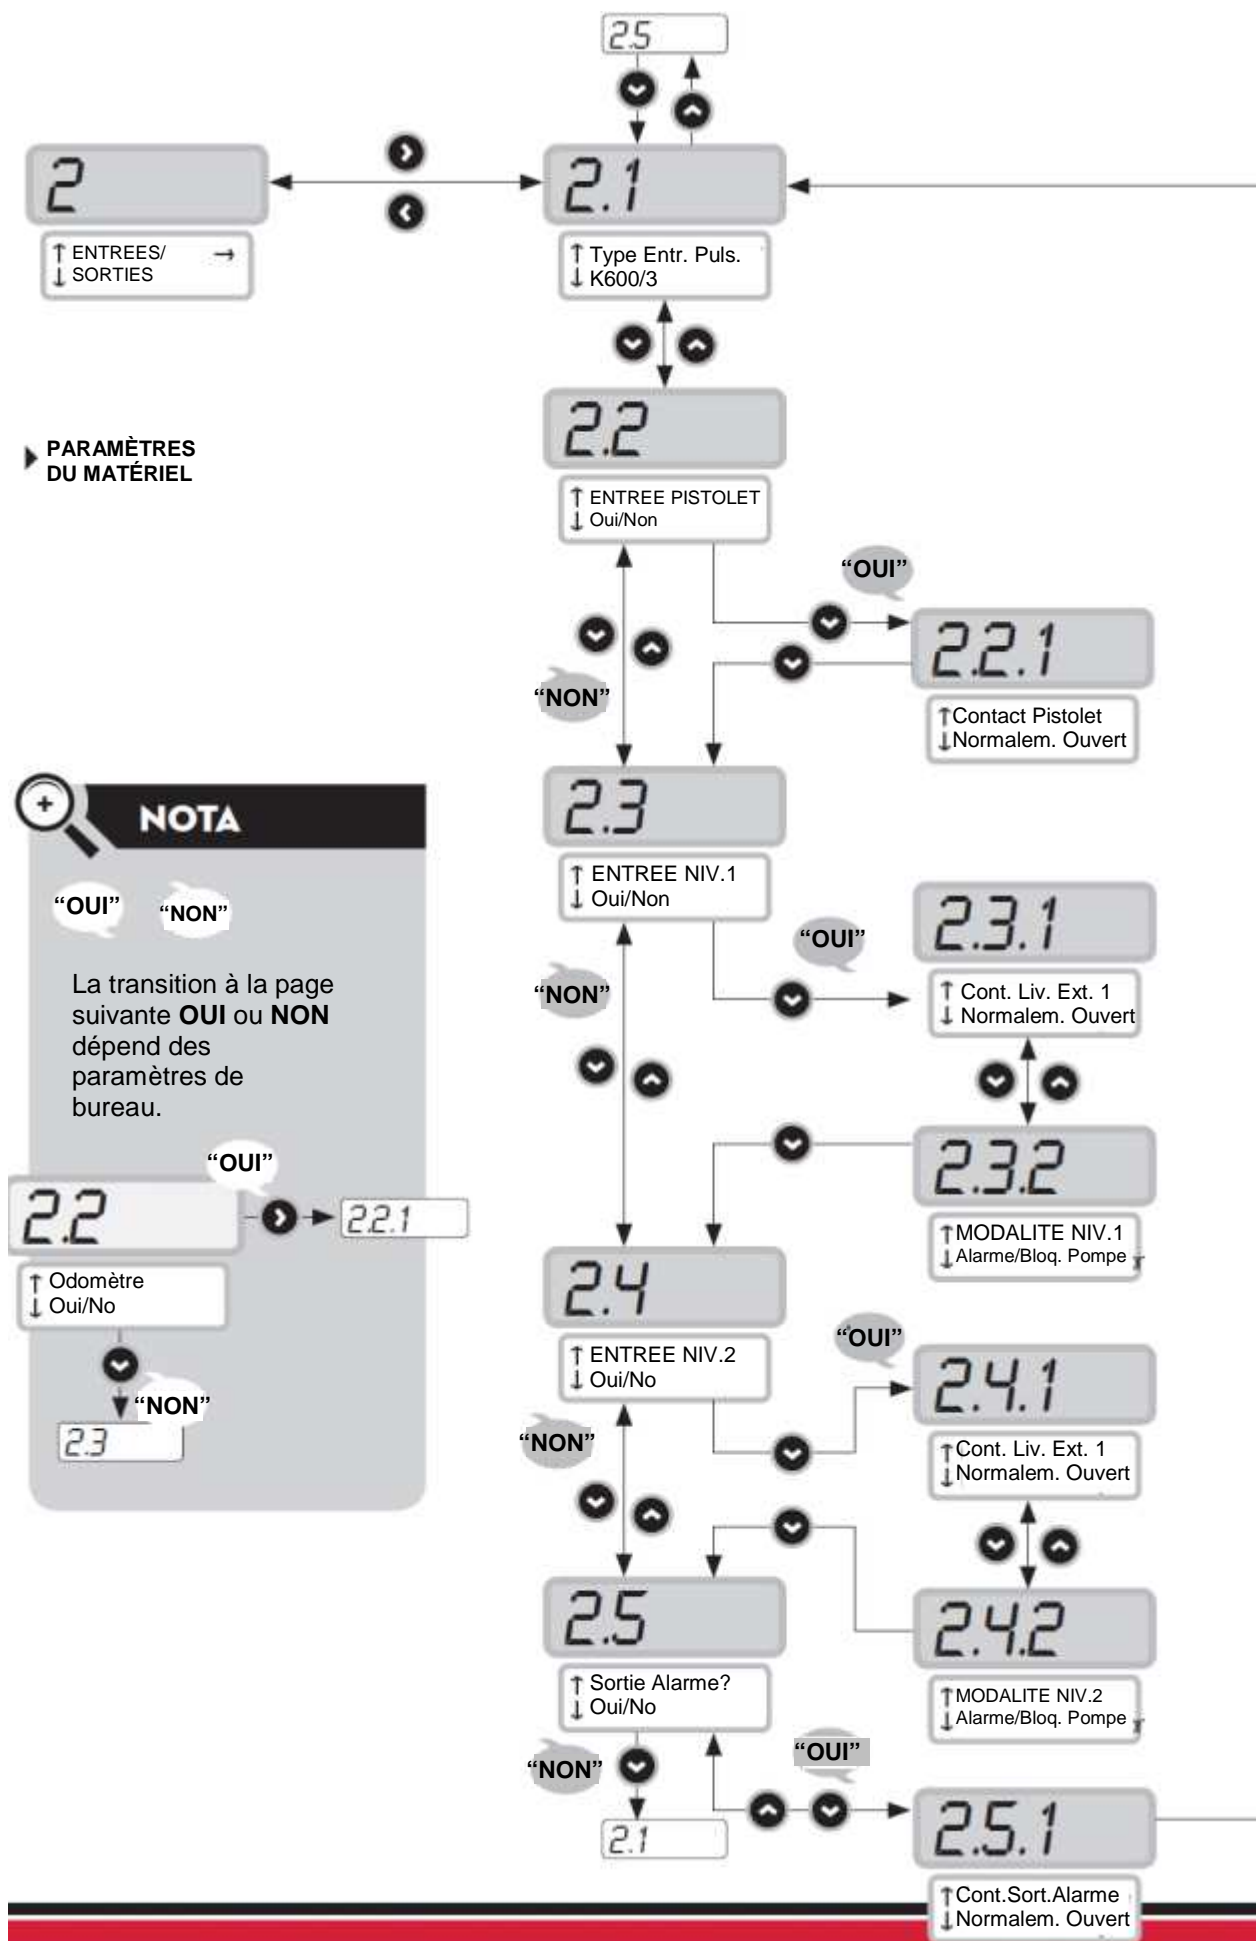 2.5
2
2.1
↑ ENTREES/ →
↓ SORTIES
↑ Type Entr. Puls.
↓ K600/3
2.2
PARAMÈTRES
DU MATÉRIEL
↑ ENTREE PISTOLET
↓ Oui/Non
“OUI”
2.2.1
“NON”
↑Contact Pistolet
↓Normalem. Ouvert
2.3
NOTA
↑ ENTREE NIV.1
↓ Oui/Non
“OUI”
“NON”
2.3.1
“OUI”
“NON”
La transition à la page
suivante OUI ou NON
dépend des
paramètres de
bureau.
↑ Cont. Liv. Ext. 1
↓ Normalem. Ouvert
2.3.2
“OUI”
2.2
2.2.1
↑MODALITE NIV.1
↓Alarme/Bloq. Pompe
2.4
↑ Odomètre
↓ Oui/No
“NON”
2.3
↑ ENTREE NIV.2
↓ Oui/No
“OUI”
2.4.1
“NON”
↑Cont. Liv. Ext. 1
↓Normalem. Ouvert
2.5
2.4.2
↑ Sortie Alarme?
↓ Oui/No
↑MODALITE NIV.2
↓Alarme/Bloq. Pompe
“NON”
“OUI”
2.1
2.5.1
↑Cont.Sort.Alarme
↓Normalem. Ouvert